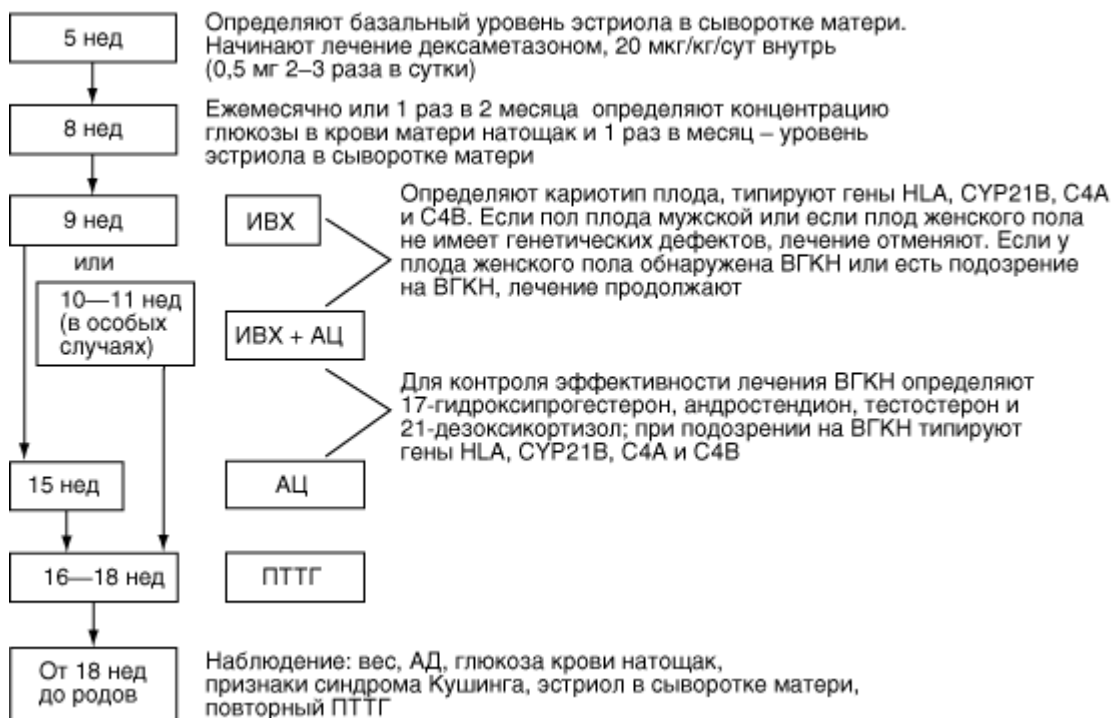 5 нед
Определяют базальный уровень эстриола в сыворотке матери.
Начинают лечение дексаметазоном, 20 мкг/кг/сут внутрь
(0,5 мг 2–3 раза в сутки)
8 нед
Ежемесячно или 1 раз в 2 месяца определяют концентрацию
глюкозы в крови матери натощак и 1 раз в месяц – уровень
эстриола в сыворотке матери
9 нед
или
10—11 нед
(в особых
случаях)
ИВХ
Определяют кариотип плода, типируют гены HLA, CYP21B, C4A
и C4B. Если пол плода мужской или если плод женского пола
не имеет генетических дефектов, лечение отменяют. Если у
плода женского пола обнаружена ВГКН или есть подозрение
на ВГКН, лечение продолжают
ИВХ + АЦ
Для контроля эффективности лечения ВГКН определяют
17-гидроксипрогестерон, андростендион, тестостерон и
21-дезоксикортизол; при подозрении на ВГКН типируют
гены HLA, CYP21B, C4A и C4B
15 нед
АЦ
16—18 нед
ПТТГ
От 18 нед
до родов
Наблюдение: вес, АД, глюкоза крови натощак,
признаки синдрома Кушинга, эстриол в сыворотке матери,
повторный ПТТГ